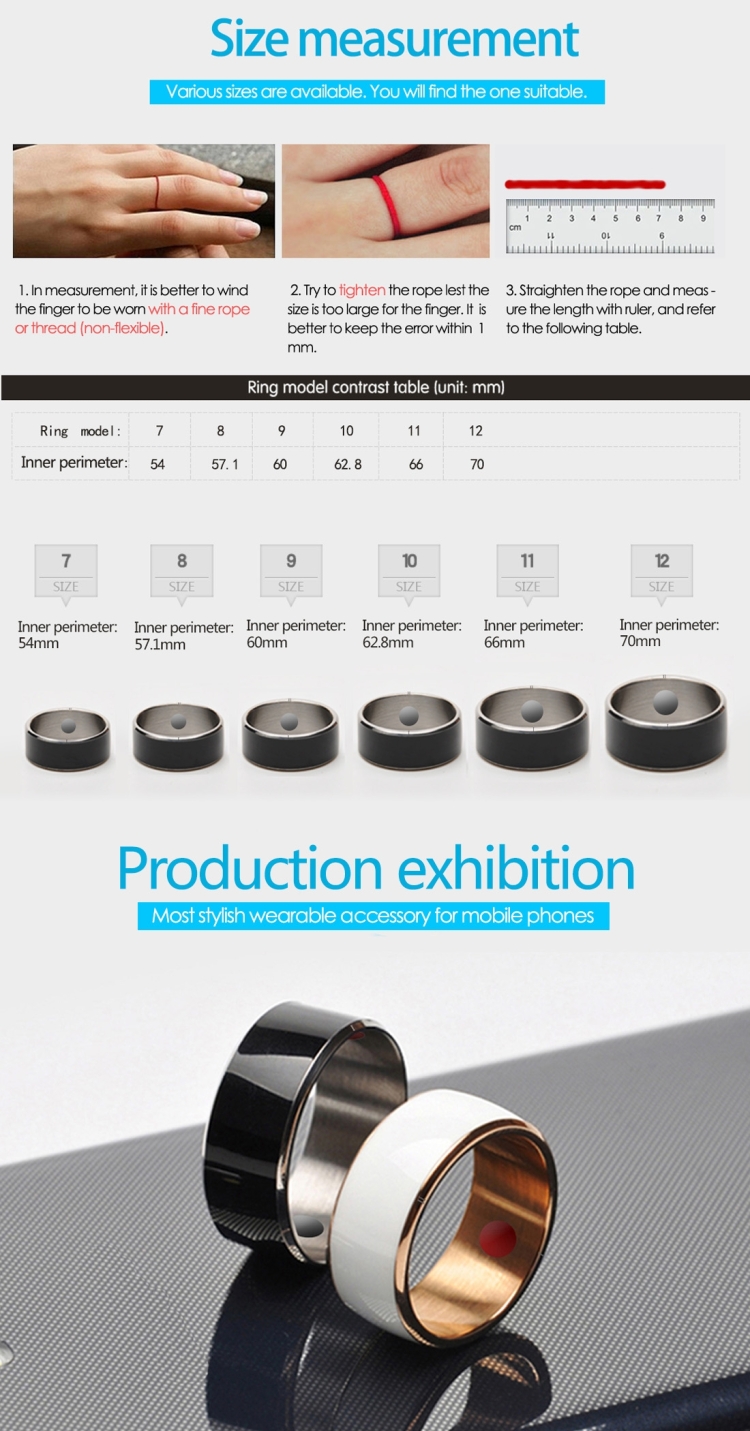 Size measurement
Various sizes are available. You will find the one suitable.
1 2 3 4 5 6 7 8 9
cm
11 10 9
1. In measurement, it is better to wind
the finger to be worn with a fine rope
or thread (non-flexible).
2. Try to tighten the rope lest the
size is too large for the finger. It is
better to keep the error within 1
mm.
3. Straighten the rope and meas-
ure the length with ruler, and refer
to the following table.
Ring model contrast table (unit: mm)
Ring model: 7 8 9 10 11 12
Inner perimeter: 54 57.1 60 62.8 66 70
7 8 9 10 11 12
SIZE SIZE SIZE SIZE SIZE SIZE
Inner perimeter: Inner perimeter: Inner perimeter: Inner perimeter: Inner perimeter: Inner perimeter:
54mm 57.1mm 60mm 62.8mm 66mm 70mm
Production exhibition
Most stylish wearable accessory for mobile phones